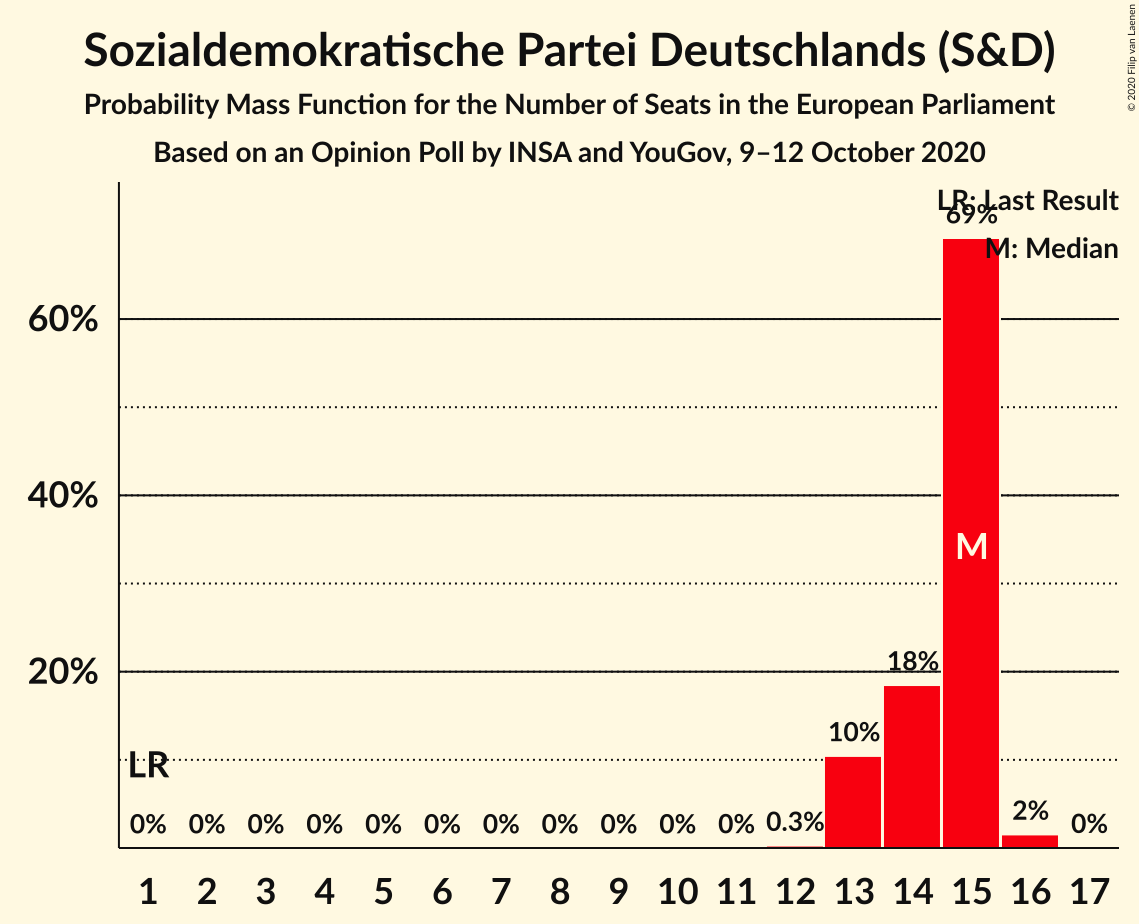 Sozialdemokratische Partei Deutschlands (S&D)
Probability Mass Function for the Number of Seats in the European Parliament
Based on an Opinion Poll by INSA and YouGov, 9–12 October 2020
© 2020 Filip van Laenen
LR: Last Result
69%
M: Median
60%
40%
M
20%
18%
10%
LR
0% 0% 0% 0% 0% 0% 0% 0% 0% 0% 0% 0.3% 2% 0%
1 2 3 4 5 6 7 8 9 10 11 12 13 14 15 16 17